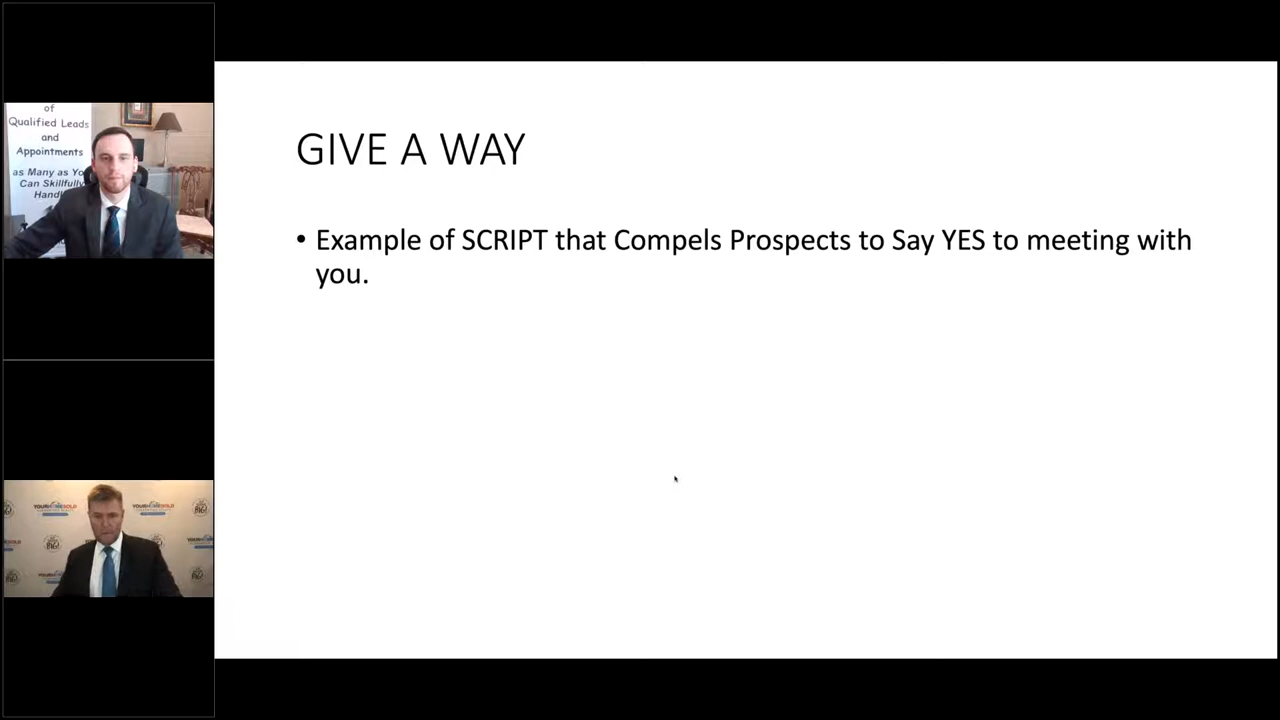 of
Qualified Leads
and
Appointments
as Many as Yo
Can Skillfully
Handl
GIVE A WAY
• Example of SCRIPT that Compels Prospects to Say YES to meeting with
you.